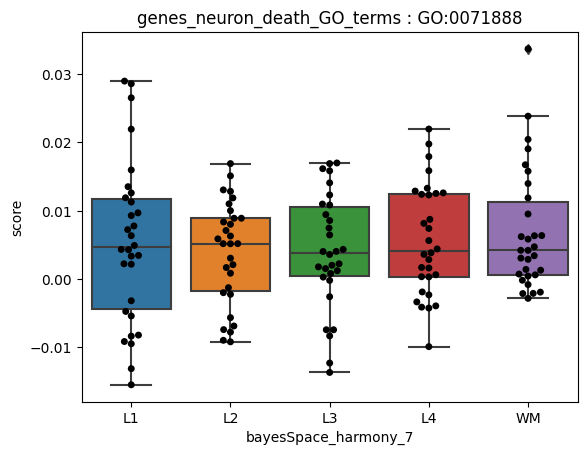 genes_neuron_death_GO_terms : GO:0071888
score
0.03
0.02
0.01
0.00
−0.01
L1 L2 L3 L4 WM
bayesSpace_harmony_7